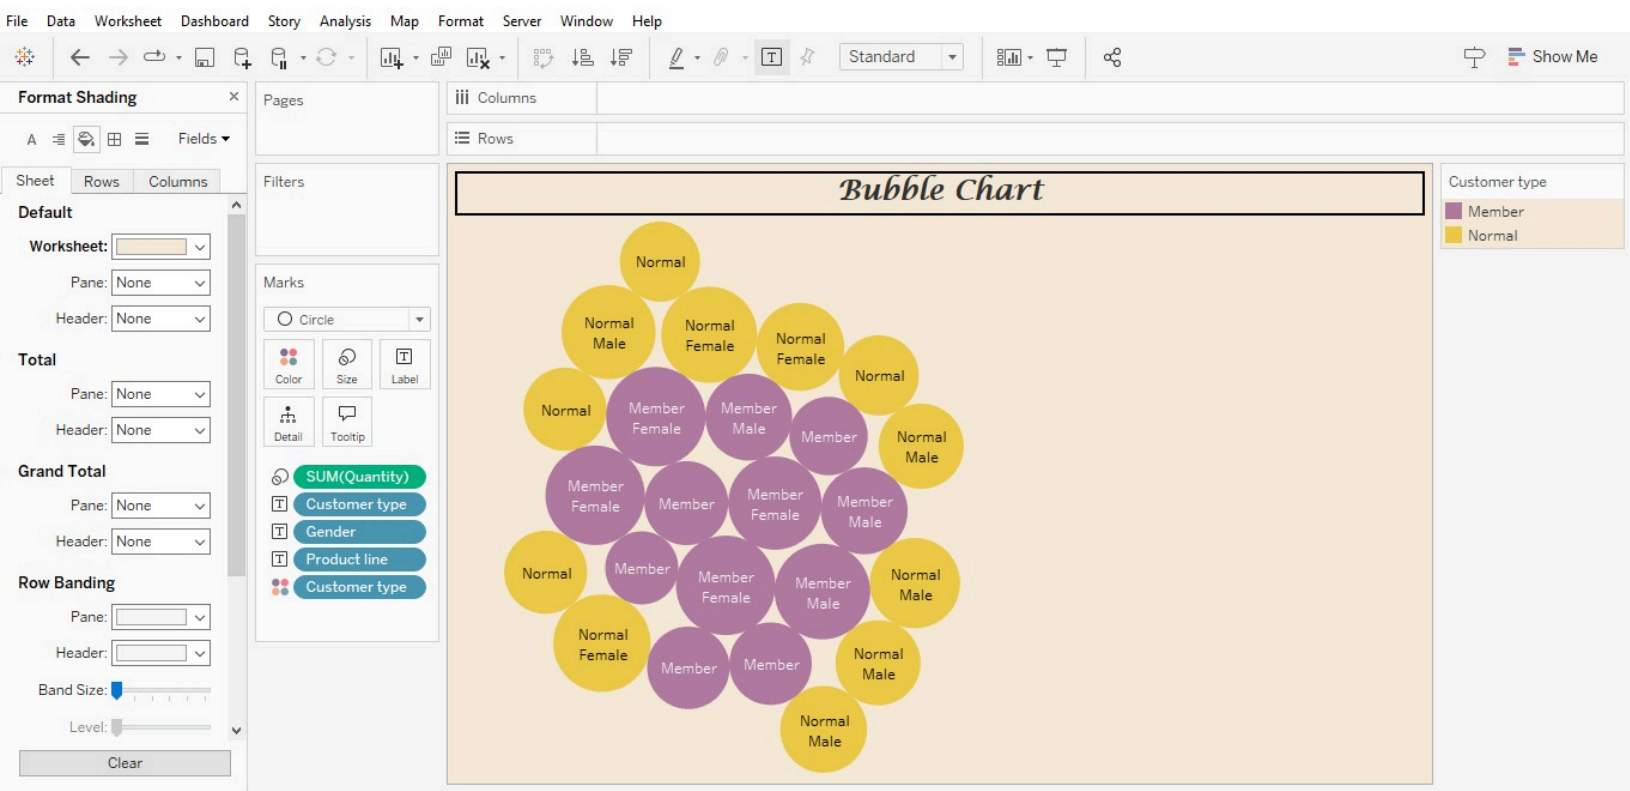 File Data Worksheet Dashboard Story Analysis Map Format Server Window Help
Standard
Show Me
Format Shading
Fields
Sheet Rows Columns
Default
Worksheet:
Pane: None
Header: None
Total
Pane: None
Header: None
Grand Total
Pane: None
Header: None
Row Banding
Pane:
Header:
Band Size:
Level:
Clear
Pages
Filters
Marks
Circle
Color Size Label
Detail Tooltip
SUM(Quantity)
Customer type
Gender
Product line
Customer type
Columns
Rows
Bubble Chart
Normal
Normal
Male
Normal
Female
Normal
Female
Normal
Normal
Member
Female
Member
Male
Member
Normal
Male
Member
Female
Member
Member
Female
Member
Male
Normal
Member
Member
Female
Member
Male
Normal
Male
Normal
Female
Member
Member
Normal
Male
Normal
Male
Customer type
Member
Normal